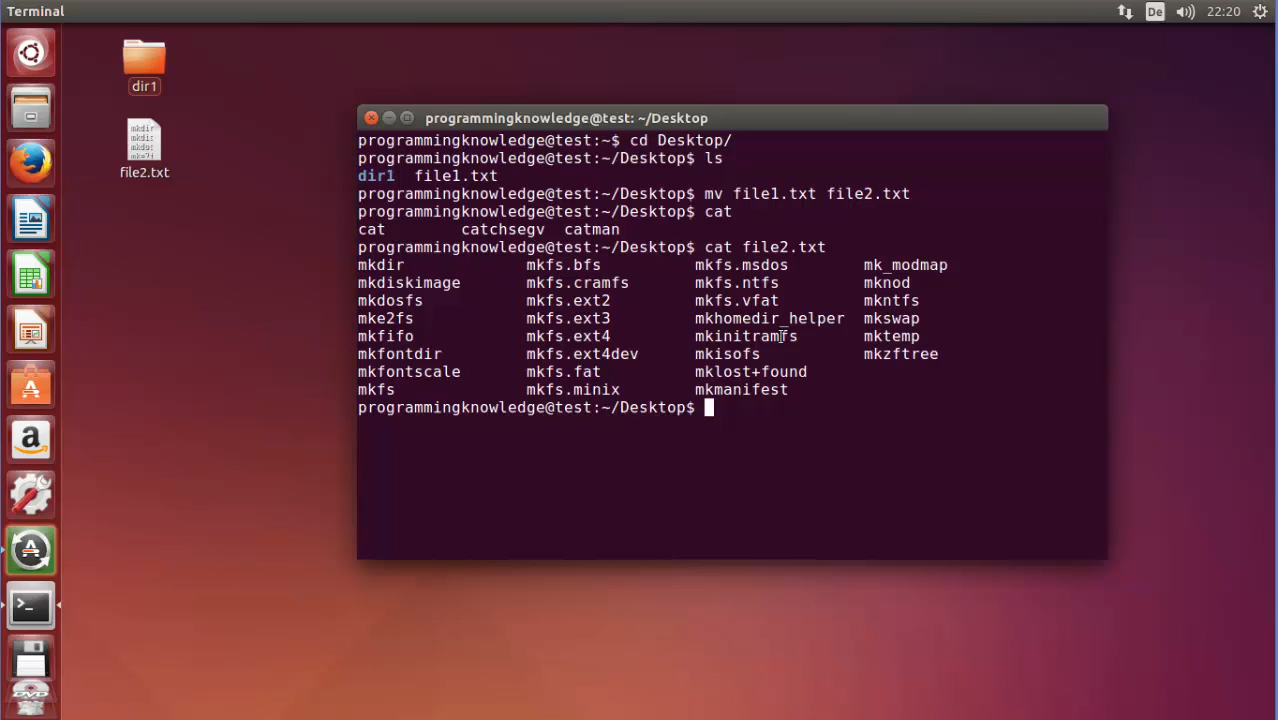 Terminal
De
22:20
dir1
mkdir
file2.txt
programmingknowledge@test: ~/Desktop
programmingknowledge@test:~$ cd Desktop/
programmingknowledge@test:~/Desktop$ ls
dir1 file1.txt
programmingknowledge@test:~/Desktop$ mv file1.txt file2.txt
programmingknowledge@test:~/Desktop$ cat
cat catchsegv catman
programmingknowledge@test:~/Desktop$ cat file2.txt
mkdir mkfs.bfs mkfs.msdos mk_modmap
mkdiskimage mkfs.cramfs mkfs.ntfs mknod
mkdosfs mkfs.ext2 mkfs.vfat mkntfs
mke2fs mkfs.ext3 mkhomedir_helper mkswap
mkfifo mkfs.ext4 mkinitramfs mktemp
mkfontdir mkfs.ext4dev mkisofs mkzftree
mkfontscale mkfs.fat mklost+found
mkfs mkfs.minix mkmanifest
programmingknowledge@test:~/Desktop$